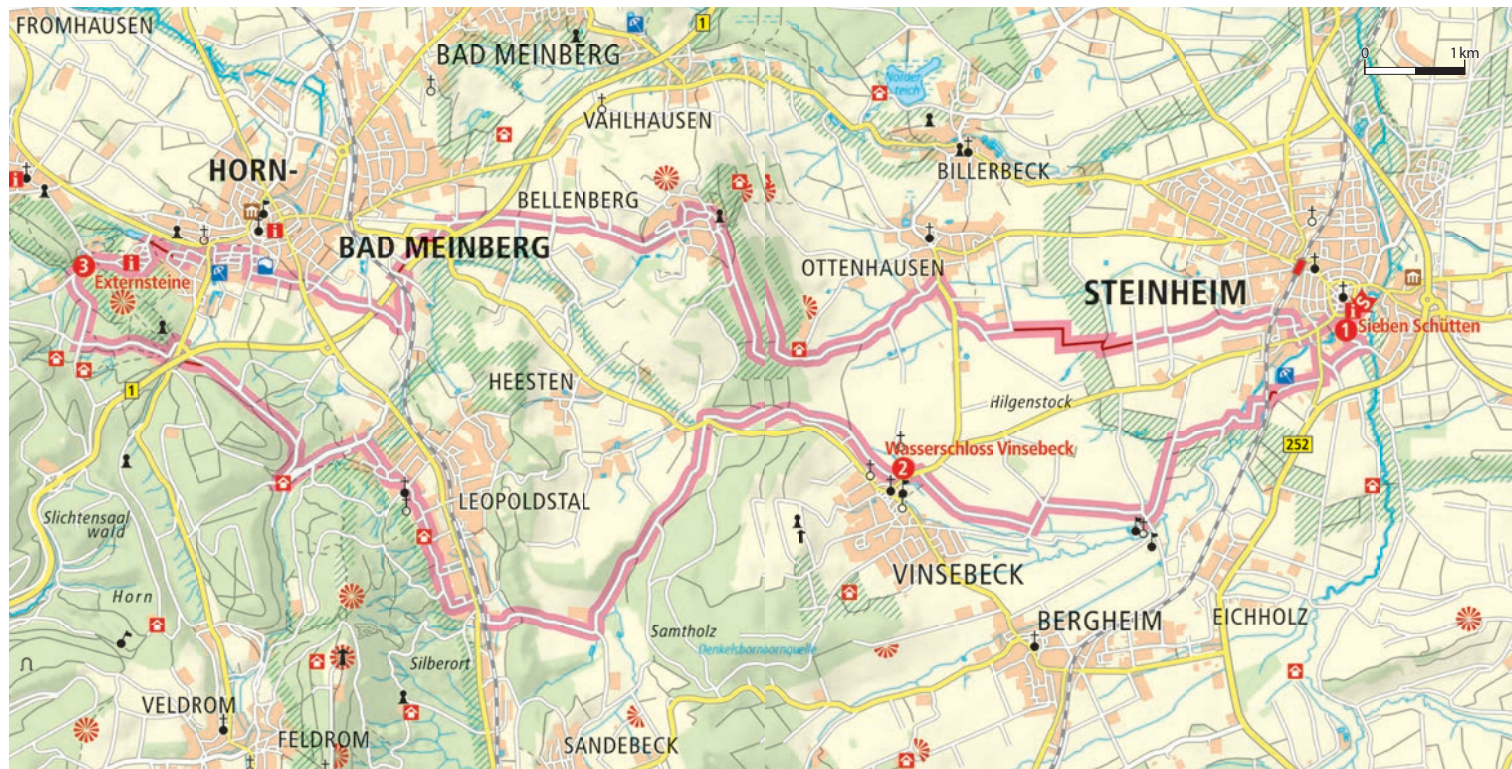 FROMHAUSEN
BAD MEINBERG
1
0 1 km
Norder
teich
VAHLHAUSEN
BILLERBECK
HORN-
BAD MEINBERG
BELLENBERG
i
i
i
3
Externsteine
OTTENHAUSEN
STEINHEIM
S
i
1
Sieben Schütten
1
HEESTEN
Hilgenstock
252
Wasserschloss Vinsebeck
2
LEOPOLDSTAL
Slichtensaal
wald
VINSEBECK
Horn
BERGHEIM
EICHHOLZ
Samtholz
Silberort
VELDROM
FELDROM
SANDEBECK